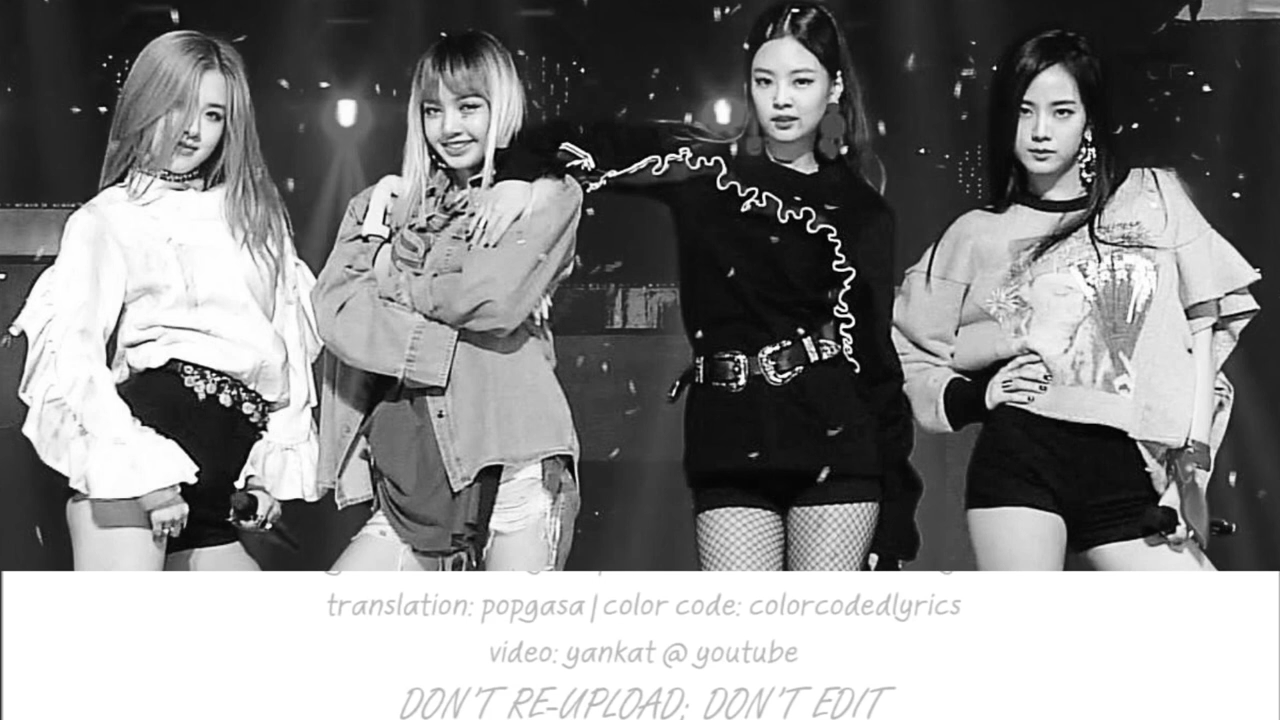 translation: popgasa | color code: colorcodedlyrics
video: yankat @ youtube
DON'T RE-UPLOAD; DON'T EDIT